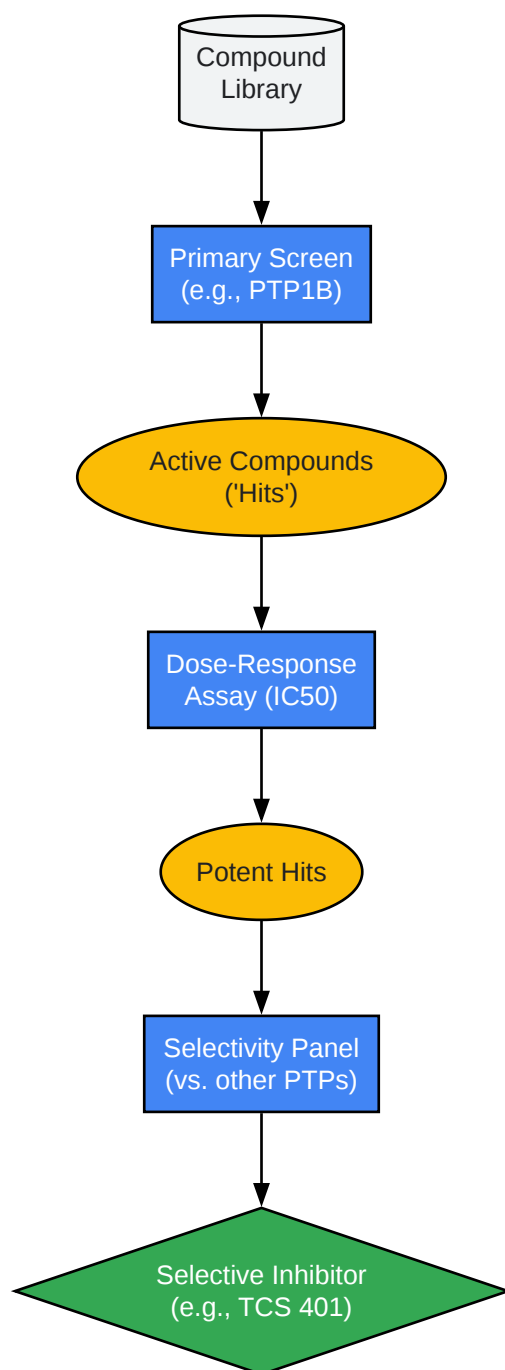 Compound
Library
Primary Screen
(e.g., PTP1B)
Active Compounds
('Hits')
Dose-Response
Assay (IC50)
Potent Hits
Selectivity Panel
(vs. other PTPs)
Selective Inhibitor
(e.g., TCS 401)